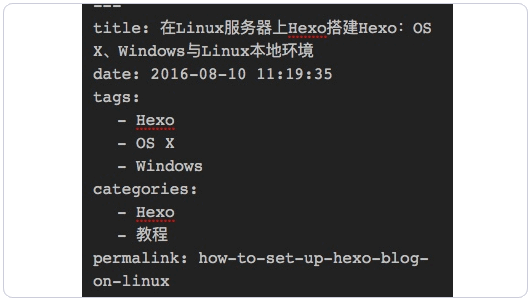 ---
title: 在Linux服务器上Hexo搭建Hexo：OS
X、Windows与Linux本地环境
date: 2016-08-10 11:19:35
tags:
- Hexo
- OS X
- Windows
categories:
- Hexo
- 教程
permalink: how-to-set-up-hexo-blog-
on-linux